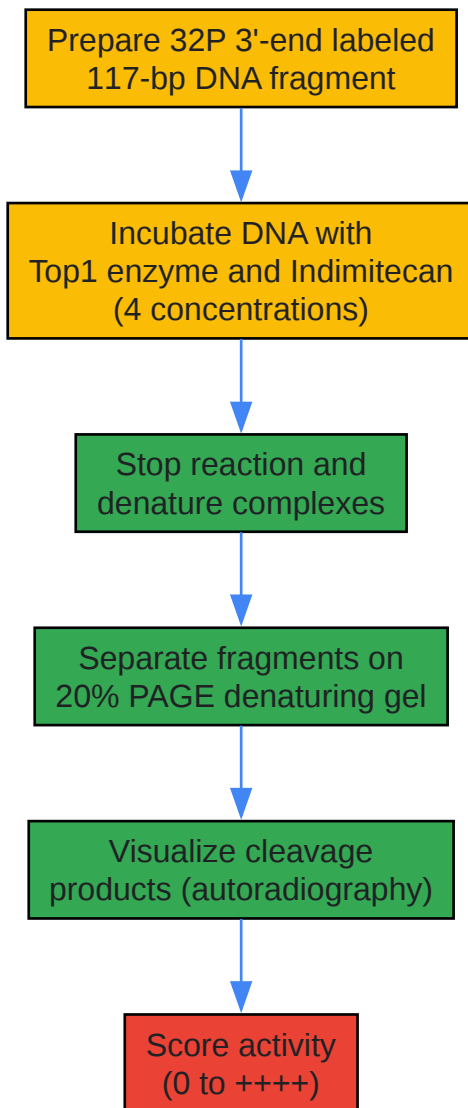 Prepare 32P 3'-end labeled
117-bp DNA fragment
Incubate DNA with
Top1 enzyme and Indimitecan
(4 concentrations)
Stop reaction and
denature complexes
Separate fragments on
20% PAGE denaturing gel
Visualize cleavage
products (autoradiography)
Score activity
(0 to ++++)